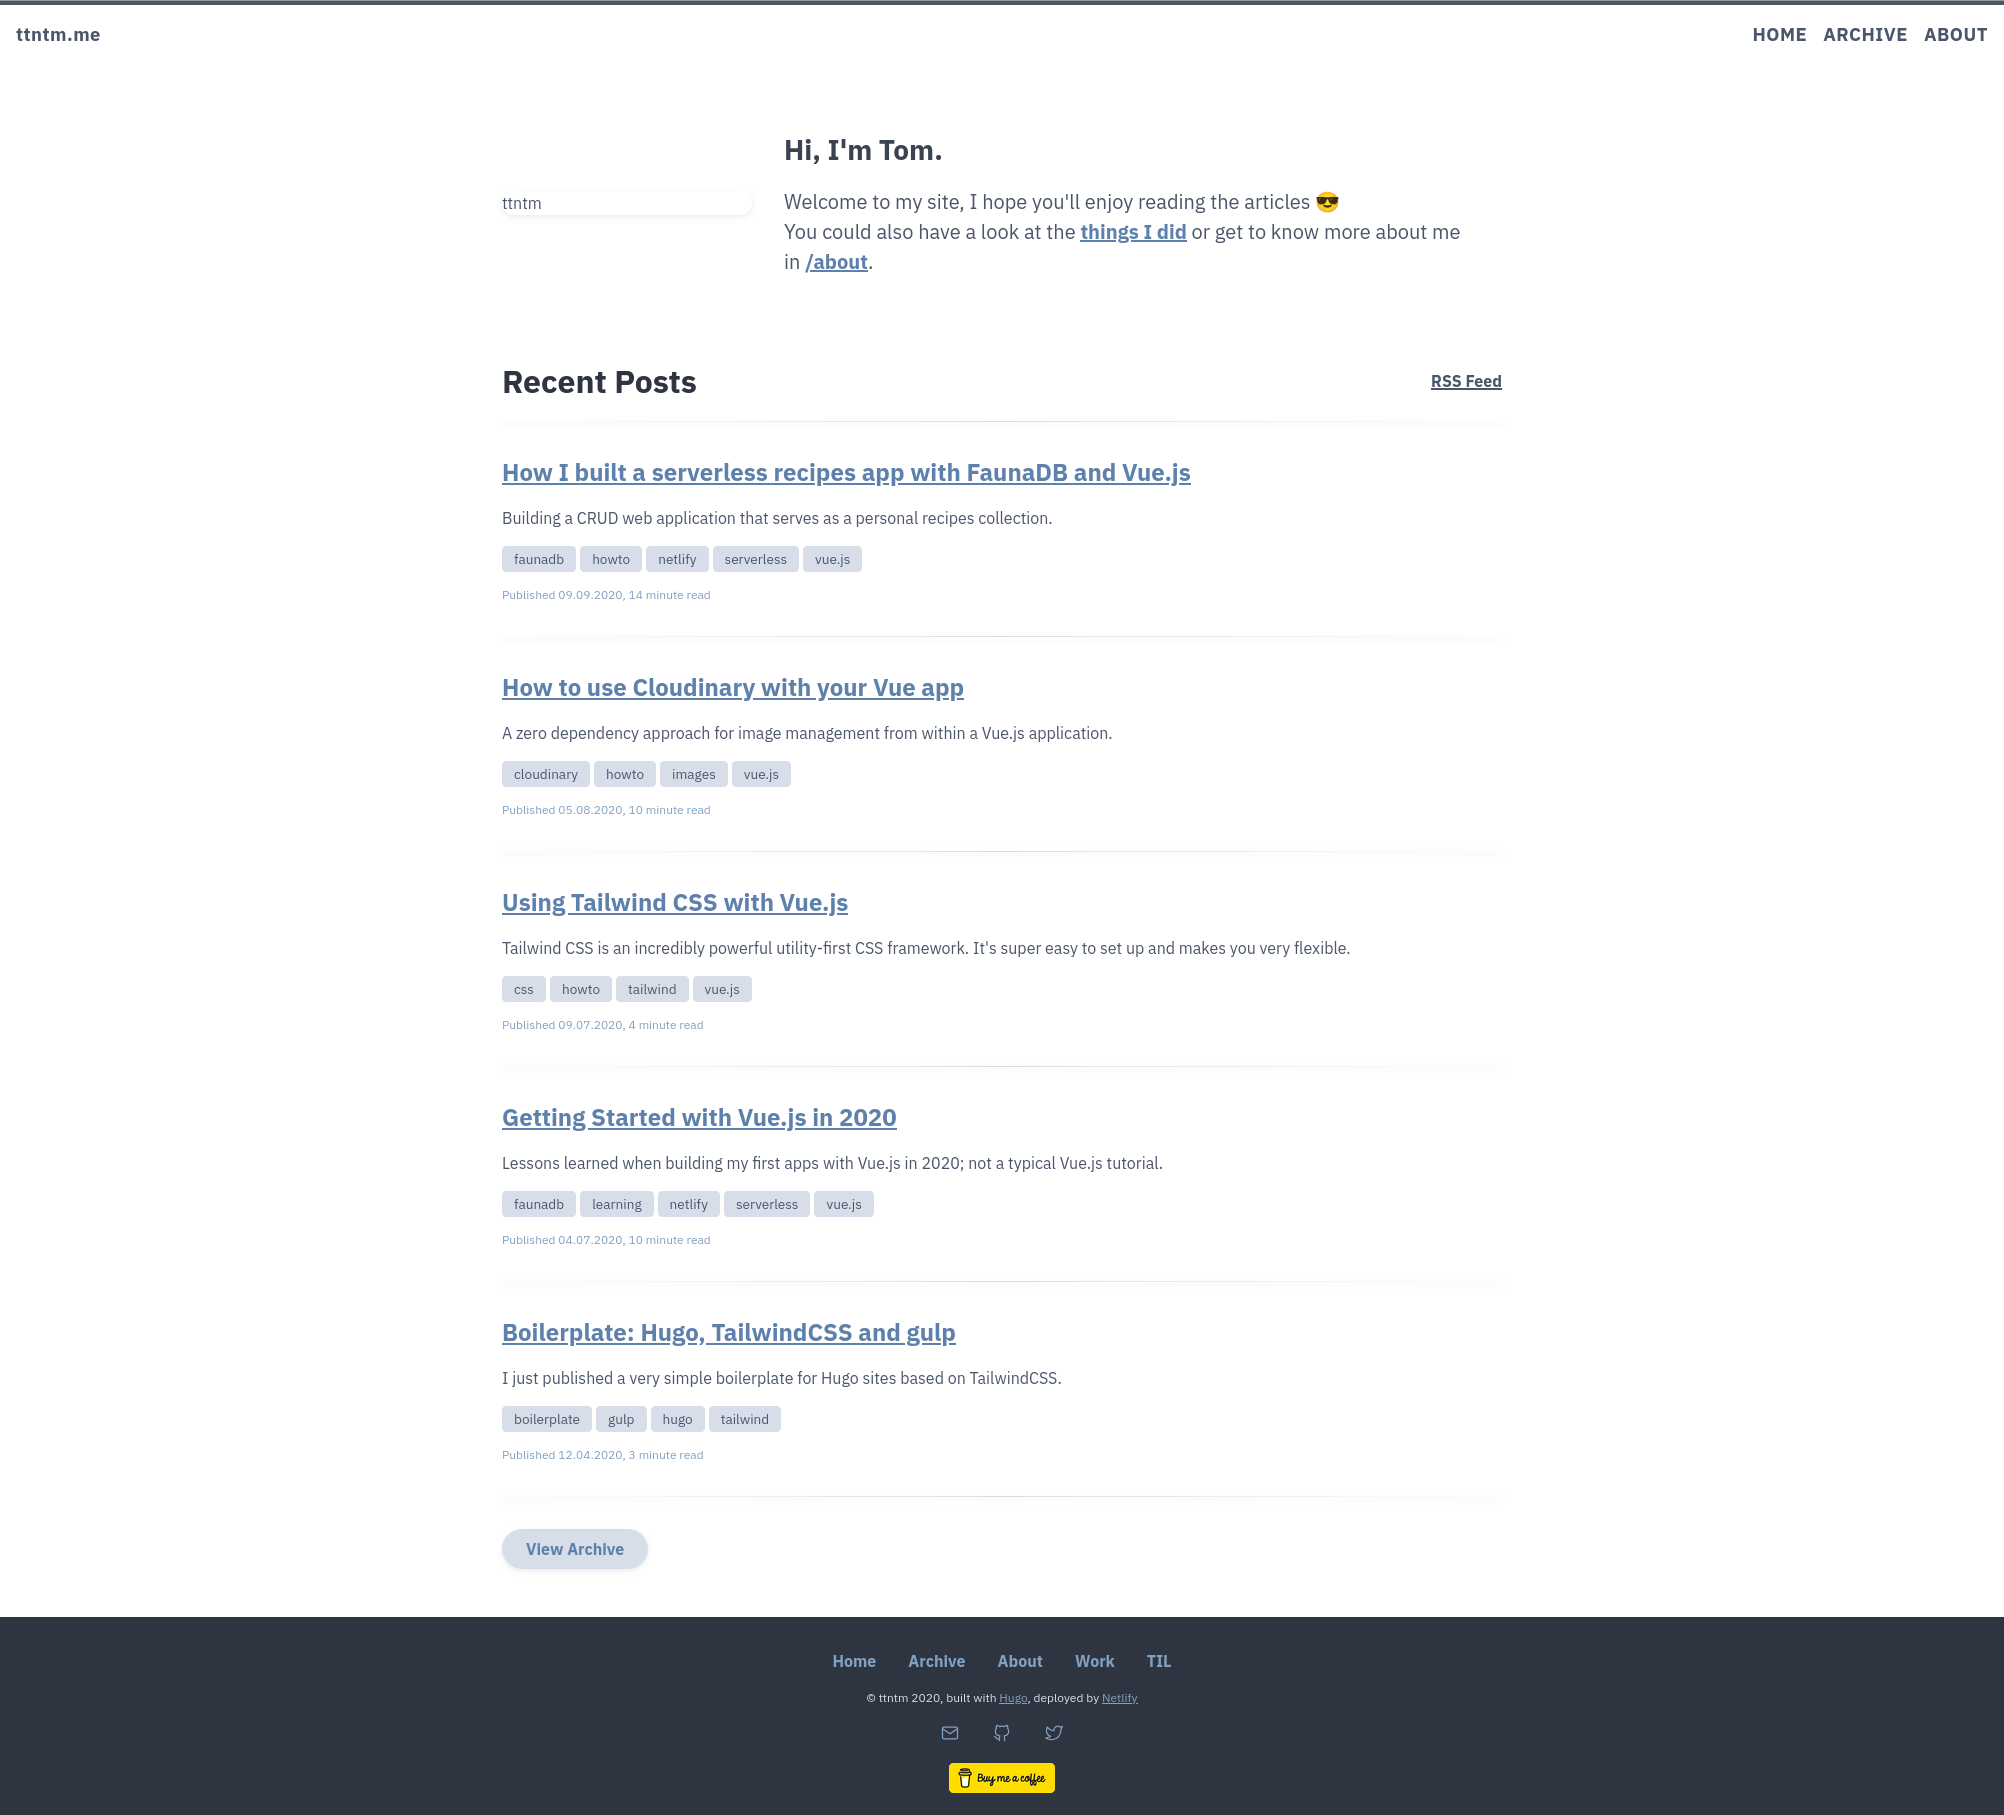 ttntm.me
HOME ARCHIVE ABOUT
Hi, I'm Tom.
ttntm
Welcome to my site, I hope you'll enjoy reading the articles 😎
You could also have a look at the things I did or get to know more about me
in /about.
Recent Posts
RSS Feed
How I built a serverless recipes app with FaunaDB and Vue.js
Building a CRUD web application that serves as a personal recipes collection.
faunadb howto netlify serverless vue.js
Published 09.09.2020, 14 minute read
How to use Cloudinary with your Vue app
A zero dependency approach for image management from within a Vue.js application.
cloudinary howto images vue.js
Published 05.08.2020, 10 minute read
Using Tailwind CSS with Vue.js
Tailwind CSS is an incredibly powerful utility-first CSS framework. It's super easy to set up and makes you very flexible.
css howto tailwind vue.js
Published 09.07.2020, 4 minute read
Getting Started with Vue.js in 2020
Lessons learned when building my first apps with Vue.js in 2020; not a typical Vue.js tutorial.
faunadb learning netlify serverless vue.js
Published 04.07.2020, 10 minute read
Boilerplate: Hugo, TailwindCSS and gulp
I just published a very simple boilerplate for Hugo sites based on TailwindCSS.
boilerplate gulp hugo tailwind
Published 12.04.2020, 3 minute read
View Archive
Home Archive About Work TIL
© ttntm 2020, built with Hugo, deployed by Netlify
Buy me a coffee